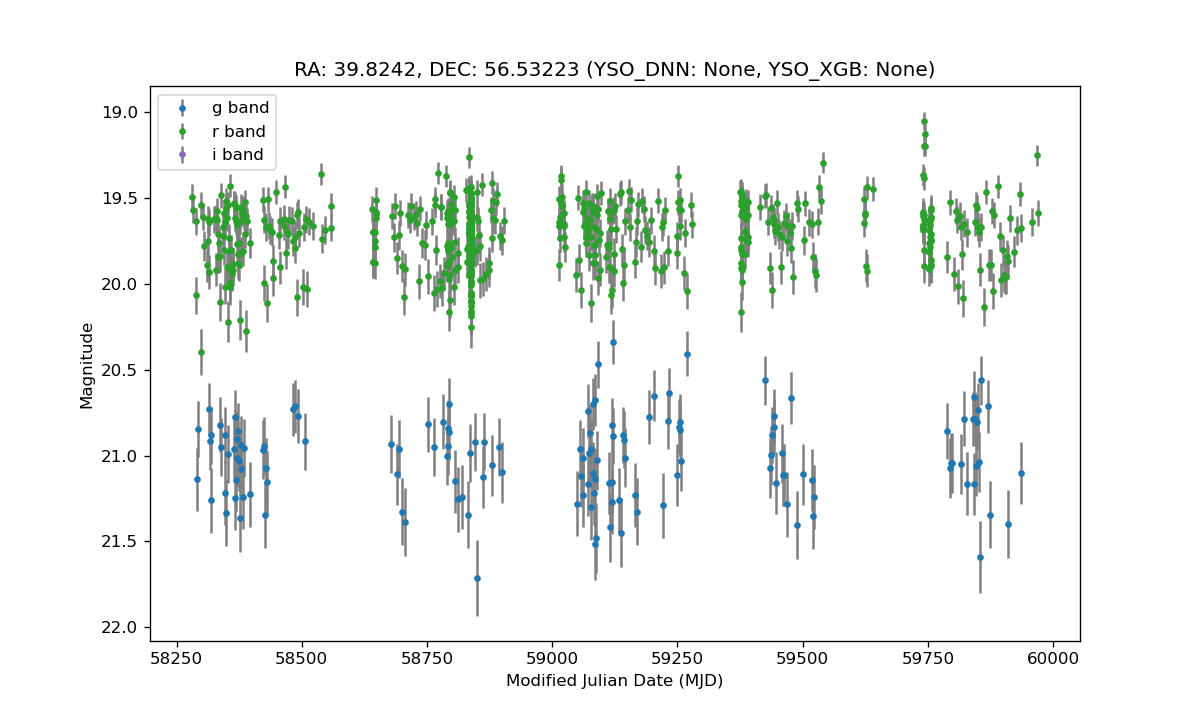 RA: 39.8242, DEC: 56.53223 (YSO_DNN: None, YSO_XGB: None)
g band
r band
i band
19.0
19.5
20.0
20.5
21.0
21.5
22.0
Magnitude
58250 58500 58750 59000 59250 59500 59750 60000
Modified Julian Date (MJD)